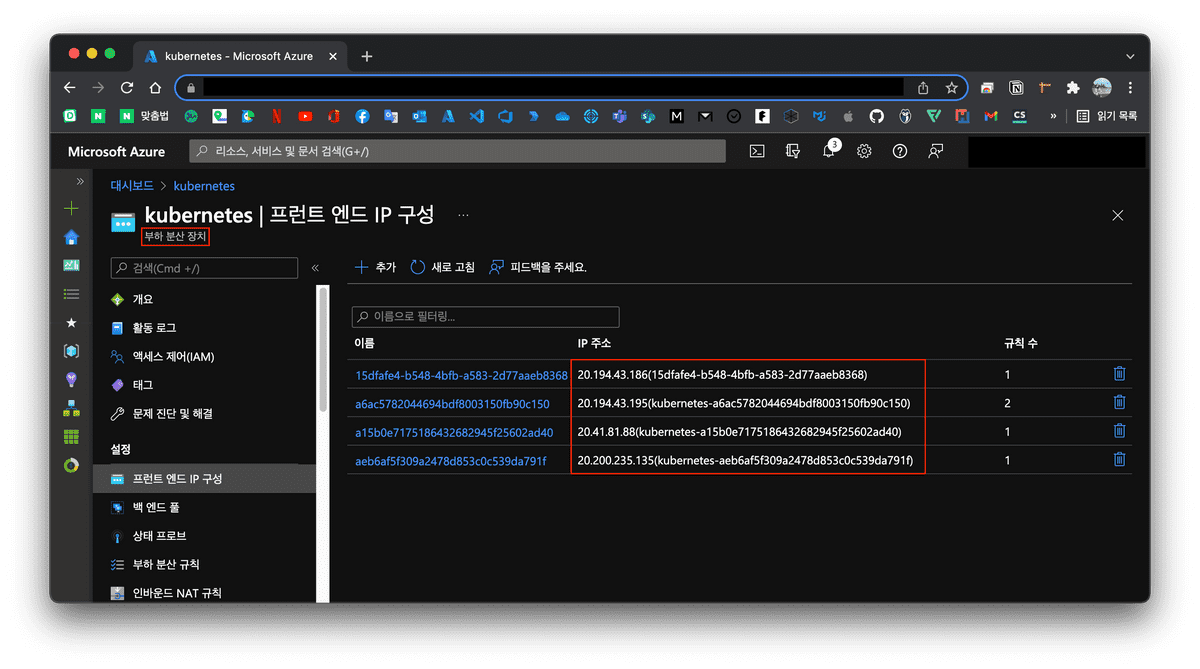 kubernetes - Microsoft Azure
맞춤법
CS
»
읽기 목록
Microsoft Azure
리소스, 서비스 및 문서 검색(G+/)
3
대시보드 > kubernetes
kubernetes | 프런트 엔드 IP 구성 ...
부하 분산 장치
검색(Cmd +/)
«
추가
새로 고침
피드백을 주세요.
개요
활동 로그
액세스 제어(IAM)
태그
문제 진단 및 해결
설정
프런트 엔드 IP 구성
백 엔드 풀
상태 프로브
부하 분산 규칙
인바운드 NAT 규칙
이름으로 필터링...
이름 IP 주소 규칙 수
15dfafe4-b548-4bfb-a583-2d77aaeb8368 20.194.43.186(15dfafe4-b548-4bfb-a583-2d77aaeb8368) 1
a6ac5782044694bdf8003150fb90c150 20.194.43.195(kubernetes-a6ac5782044694bdf8003150fb90c150) 2
a15b0e7175186432682945f25602ad40 20.41.81.88(kubernetes-a15b0e7175186432682945f25602ad40) 1
aeb6af5f309a2478d853c0c539da791f 20.200.235.135(kubernetes-aeb6af5f309a2478d853c0c539da791f) 1